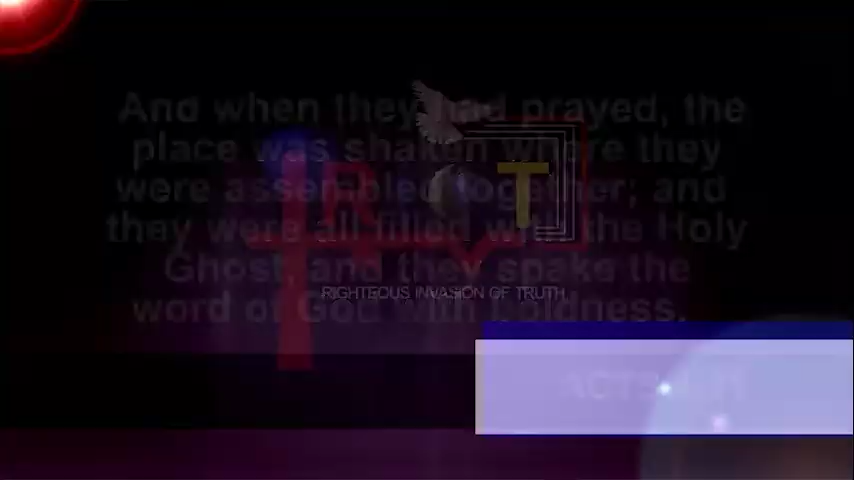 And when they had prayed, the
place was shaken where they
were assembled together; and
they were all filled with the Holy
Ghost, and they spake the
word of God with boldness.
R T
RIGHTEOUS INVASION OF TRUTH
ACTS